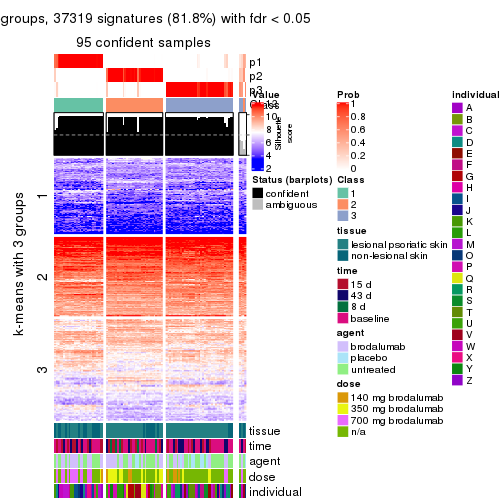 groups, 37319 signatures (81.8%) with fdr < 0.05
95 confident samples
p1
p2
p3
Value
10
8
6
4
2
Silhouette
score
k-means with 3 groups
1
2
3
Status (barplots)
confident
ambiguous
Prob
1
0.8
0.6
0.4
0.2
0
Class
1
2
3
tissue
lesional psoriatic skin
non-lesional skin
time
15 d
43 d
8 d
baseline
agent
brodalumab
placebo
untreated
dose
140 mg brodalumab
350 mg brodalumab
700 mg brodalumab
n/a
individual
A
B
C
D
E
F
G
H
I
J
K
L
M
O
P
Q
R
S
T
U
V
W
X
Y
Z
tissue
time
agent
dose
individual